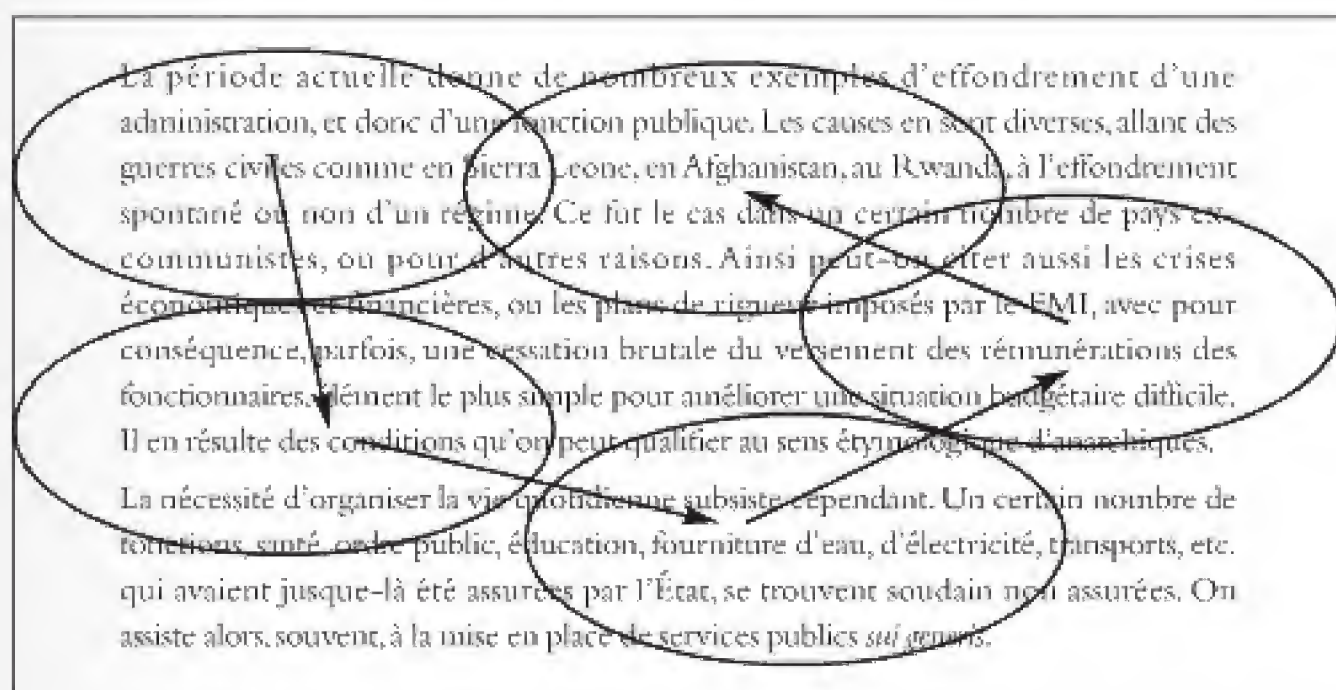 La période actuelle donne de nombreux exemples d'effondrement d'une
administration, et donc d'une fonction publique. Les causes en sont diverses, allant des
guerres civiles comme en Sierra Leone, en Afghanistan, au Rwanda, à l'effondrement
spontané ou non d'un régime. Ce fut le cas dans un certain nombre de pays ex-
communistes, ou pour d'autres raisons. Ainsi peut-on citer aussi les crises
économiques et financières, ou les plans de rigueur imposés par le FMI, avec pour
conséquence, parfois, une cessation brutale du versement des rémunérations des
fonctionnaires, élément le plus simple pour améliorer une situation budgétaire difficile.
Il en résulte des conditions qu'on peut qualifier au sens étymologique d'anarchiques.
La nécessité d'organiser la vie quotidienne subsiste cependant. Un certain nombre de
fonctions, santé, ordre public, éducation, fourniture d'eau, d'électricité, transports, etc.
qui avaient jusque-là été assurées par l'État, se trouvent soudain non assurées. On
assiste alors, souvent, à la mise en place de services publics sui generis.